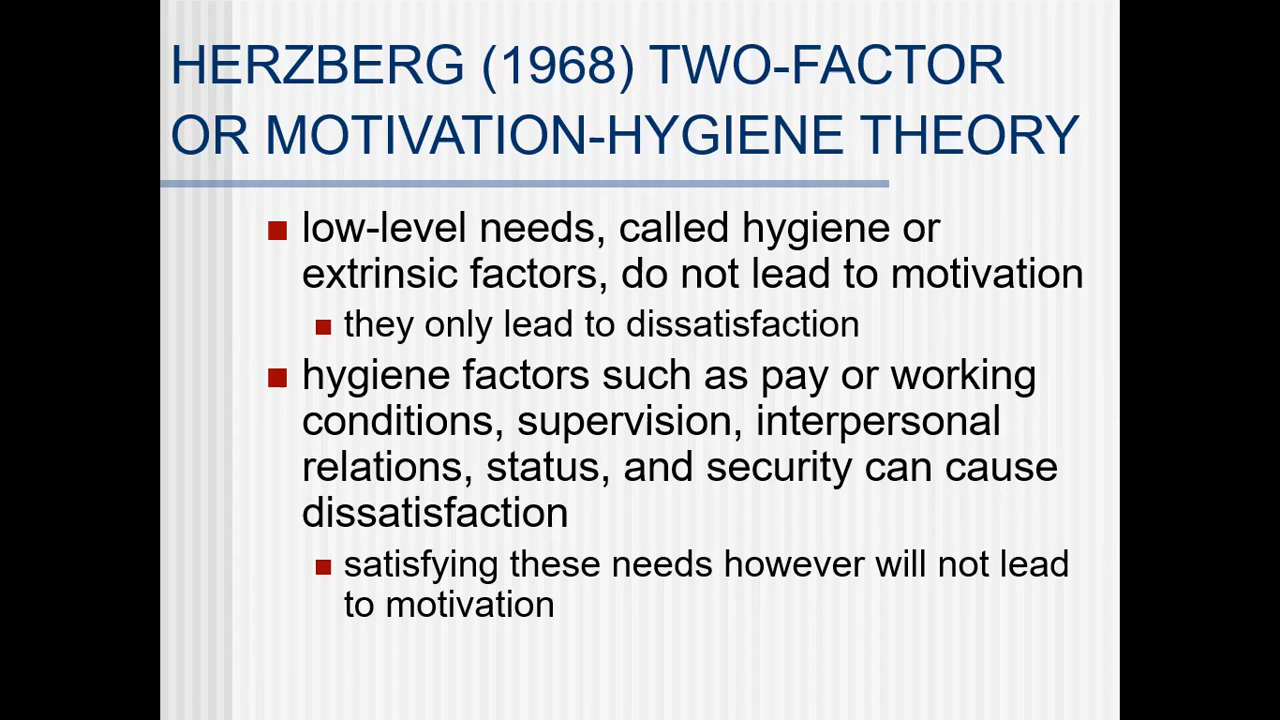 HERZBERG (1968) TWO-FACTOR
OR MOTIVATION-HYGIENE THEORY
low-level needs, called hygiene or
extrinsic factors, do not lead to motivation
they only lead to dissatisfaction
hygiene factors such as pay or working
conditions, supervision, interpersonal
relations, status, and security can cause
dissatisfaction
satisfying these needs however will not lead
to motivation